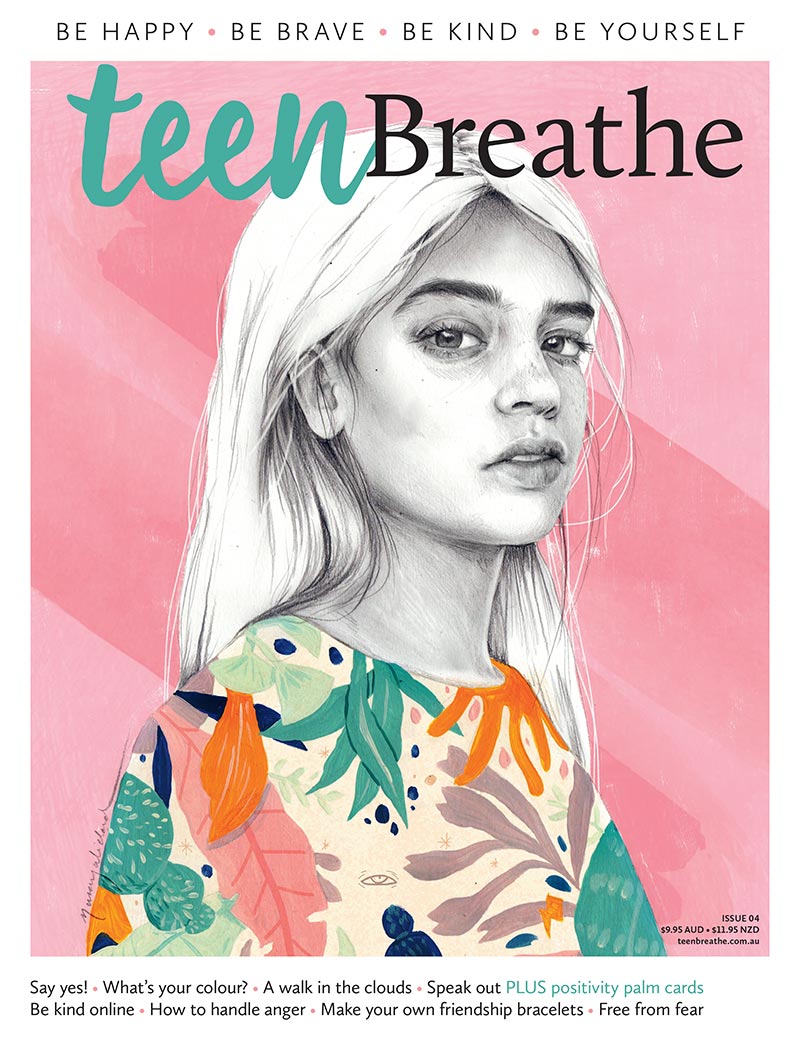 BE HAPPY • BE BRAVE • BE KIND • BE YOURSELF
teenBreathe
ISSUE 04
$9.95 AUD • $11.95 NZD
teenbreathe.com.au
Say yes! • What's your colour? • A walk in the clouds • Speak out PLUS positivity palm cards
Be kind online • How to handle anger • Make your own friendship bracelets • Free from fear